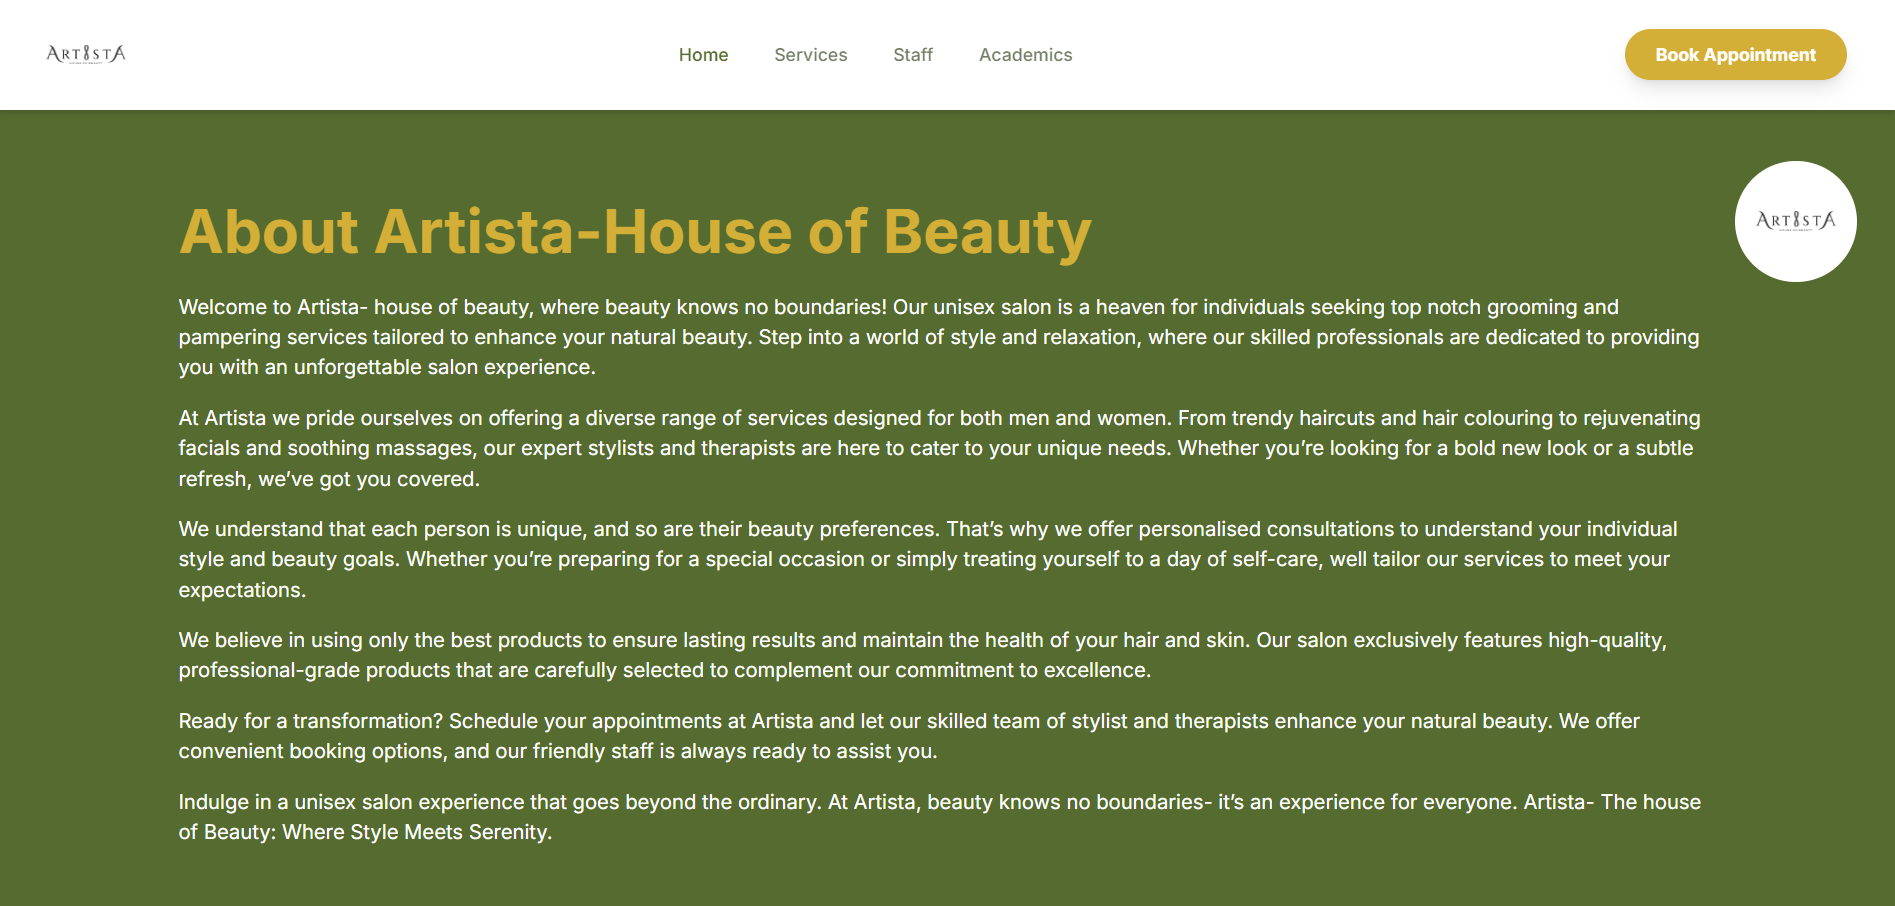 ARTISTA
Home
Services
Staff
Academics
Book Appointment
ARTISTA
About Artista-House of Beauty
Welcome to Artista- house of beauty, where beauty knows no boundaries! Our unisex salon is a heaven for individuals seeking top notch grooming and
pampering services tailored to enhance your natural beauty. Step into a world of style and relaxation, where our skilled professionals are dedicated to providing
you with an unforgettable salon experience.
At Artista we pride ourselves on offering a diverse range of services designed for both men and women. From trendy haircuts and hair colouring to rejuvenating
facials and soothing massages, our expert stylists and therapists are here to cater to your unique needs. Whether you’re looking for a bold new look or a subtle
refresh, we’ve got you covered.
We understand that each person is unique, and so are their beauty preferences. That’s why we offer personalised consultations to understand your individual
style and beauty goals. Whether you’re preparing for a special occasion or simply treating yourself to a day of self-care, well tailor our services to meet your
expectations.
We believe in using only the best products to ensure lasting results and maintain the health of your hair and skin. Our salon exclusively features high-quality,
professional-grade products that are carefully selected to complement our commitment to excellence.
Ready for a transformation? Schedule your appointments at Artista and let our skilled team of stylist and therapists enhance your natural beauty. We offer
convenient booking options, and our friendly staff is always ready to assist you.
Indulge in a unisex salon experience that goes beyond the ordinary. At Artista, beauty knows no boundaries- it’s an experience for everyone. Artista- The house
of Beauty: Where Style Meets Serenity.